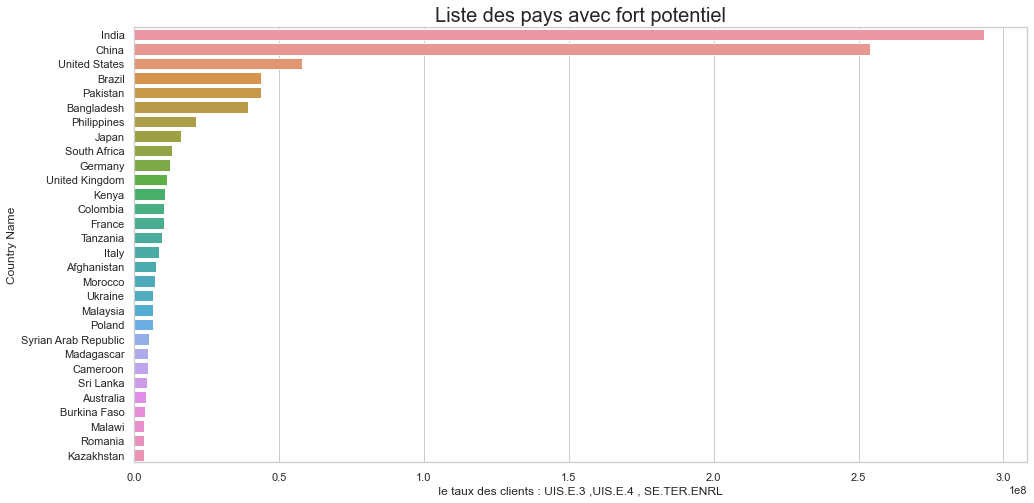 Liste des pays avec fort potentiel
Country Name
India
China
United States
Brazil
Pakistan
Bangladesh
Philippines
Japan
South Africa
Germany
United Kingdom
Kenya
Colombia
France
Tanzania
Italy
Afghanistan
Morocco
Ukraine
Malaysia
Poland
Syrian Arab Republic
Madagascar
Cameroon
Sri Lanka
Australia
Burkina Faso
Malawi
Romania
Kazakhstan
0.0 0.5 1.0 1.5 2.0 2.5 3.0
1e8
le taux des clients : UIS.E.3 ,UIS.E.4 , SE.TER.ENRL